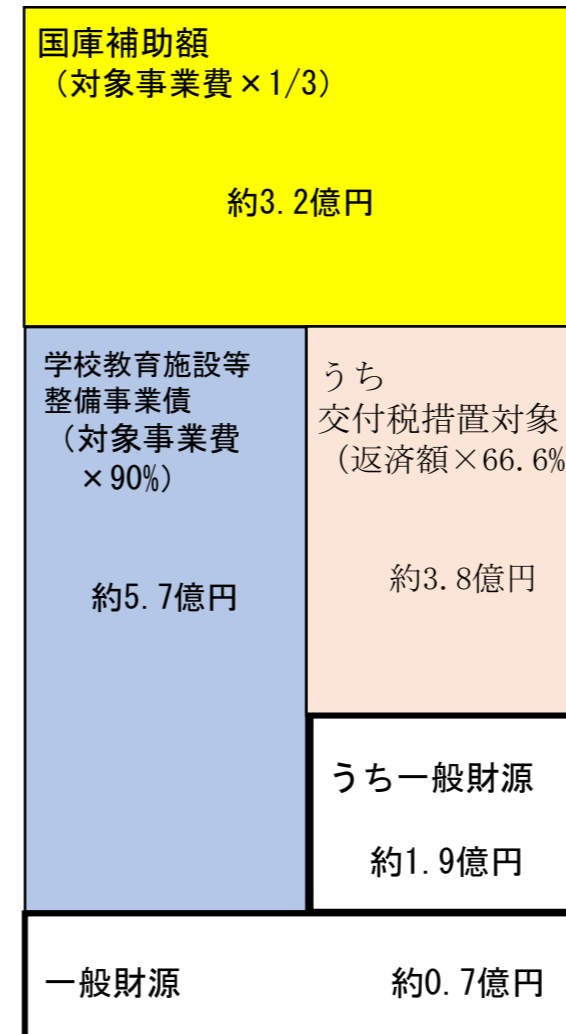 国庫補助額
（対象事業費×1/3）
約3.2億円
学校教育施設等
整備事業債
（対象事業費
×90%）
約5.7億円
うち
交付税措置対象
（返済額×66.6%
約3.8億円
うち一般財源
約1.9億円
一般財源 約0.7億円